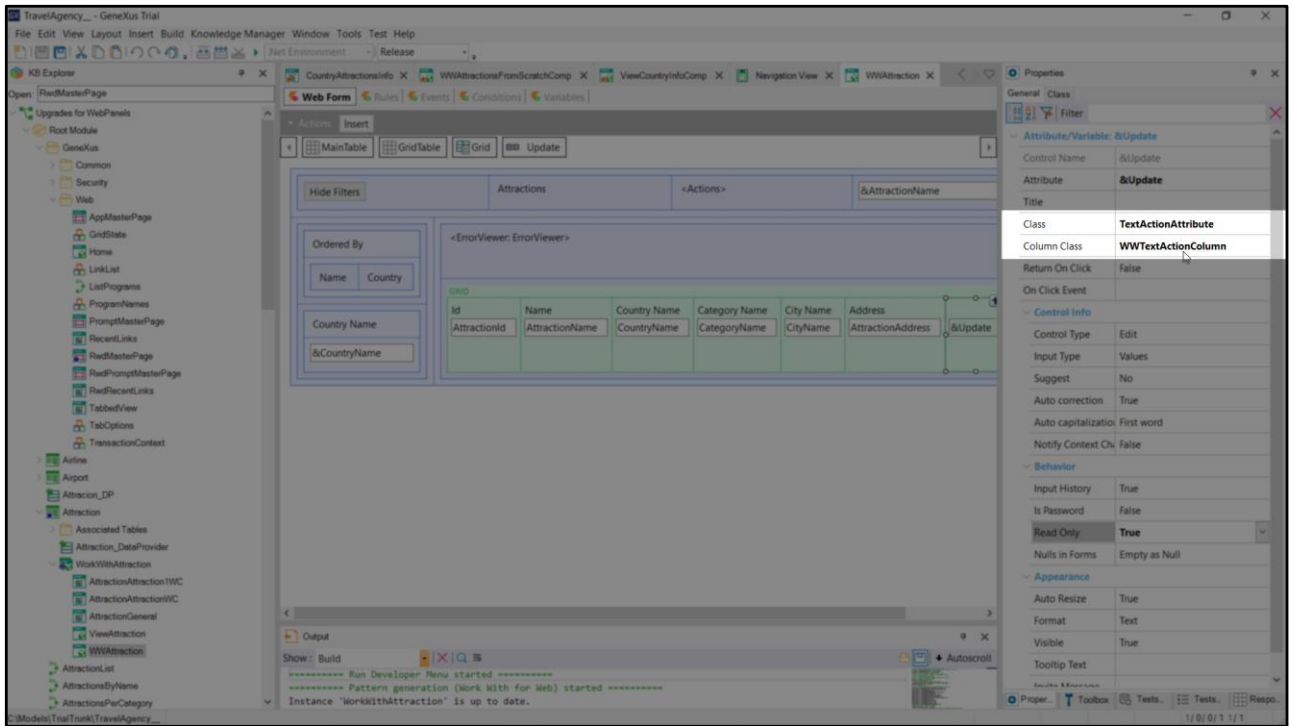 TravelAgency__ - GeneXus Trial
File Edit View Layout Insert Build Knowledge Manager Window Tools Test Help
.Net Environment Release
KB Explorer
Open: RwdMasterPage
Upgrades for WebPanels
Root Module
GeneXus
Common
Security
Web
AppMasterPage
GridState
Home
LinkList
ListPrograms
ProgramNames
PromptMasterPage
RecentLinks
RwdMasterPage
RwdPromptMasterPage
RwdRecentLinks
TabbedView
TabOptions
TransactionContext
Airline
Airport
Attracion_DP
Attraction
Associated Tables
Attraction_DataProvider
WorkWithAttraction
AttractionAttraction1WC
AttractionAttractionWC
AttractionGeneral
ViewAttraction
WWAttraction
AttractionList
AttractionsByName
AttractionsPerCategory
CountryAttractionsInfo WWAttractionsFromScratchComp ViewCountryInfoComp Navigation View WWAttraction
Web Form Rules Events Conditions Variables
Actions Insert
MainTable GridTable Grid Update
Hide Filters Attractions <Actions> &AttractionName
Ordered By
Name Country
Country Name
&CountryName
<ErrorViewer: ErrorViewer>
GRID
Id Name Country Name Category Name City Name Address
AttractionId AttractionName CountryName CategoryName CityName AttractionAddress &Update
Output
Show: Build Autoscroll
========== Run Developer Menu started ==========
========== Pattern generation (Work With for Web) started ==========
Instance 'WorkWithAttraction' is up to date.
Properties
General Class
Filter
Attribute/Variable: &Update
Control Name &Update
Attribute &Update
Title
Class TextActionAttribute
Column Class WWTextActionColumn
Return On Click False
On Click Event
Control Info
Control Type Edit
Input Type Values
Suggest No
Auto correction True
Auto capitalizatio First word
Notify Context Ch False
Behavior
Input History True
Is Password False
Read Only True
Nulls in Forms Empty as Null
Appearance
Auto Resize True
Format Text
Visible True
Tooltip Text
Invite Message
Proper.. Toolbox Tests.. Tests.. Respo..
C:\Models\TrialTrunk\TravelAgency__
1/ 0/ 0/ 1 1/ 1